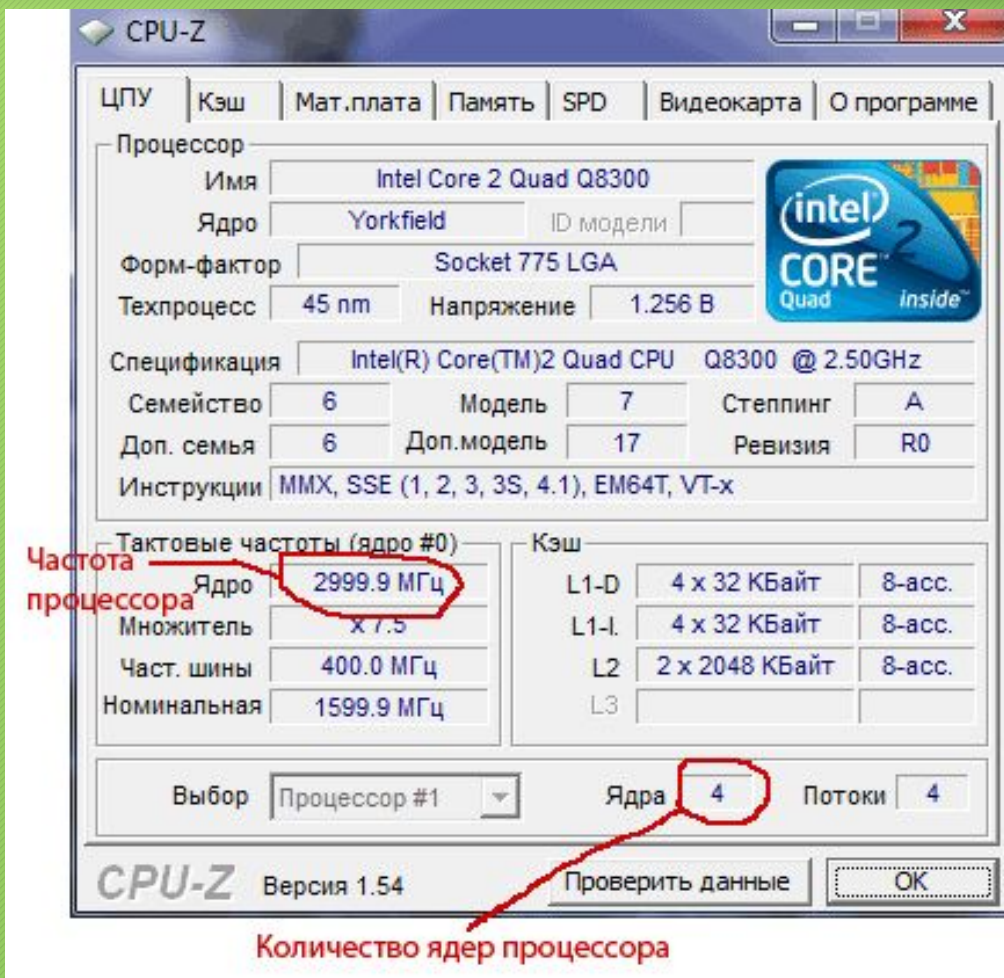 CPU-Z
ЦПУ Кэш Мат.плата Память SPD Видеокарта О программе
Процессор
Имя Intel Core 2 Quad Q8300
Ядро Yorkfield ID модели
Форм-фактор Socket 775 LGA
Техпроцесс 45 nm Напряжение 1.256 В
intel 2
CORE™
Quad inside™
Спецификация Intel(R) Core(TM)2 Quad CPU Q8300 @ 2.50GHz
Семейство 6 Модель 7 Степпинг A
Доп. семья 6 Доп.модель 17 Ревизия R0
Инструкции MMX, SSE (1, 2, 3, 3S, 4.1), EM64T, VT-x
Тактовые частоты (ядро #0) Кэш
Частота процессора
Ядро 2999.9 МГц L1-D 4 x 32 КБайт 8-асс.
Множитель x 7.5 L1-I. 4 x 32 КБайт 8-асс.
Част. шины 400.0 МГц L2 2 x 2048 КБайт 8-асс.
Номинальная 1599.9 МГц L3
Выбор Процессор #1 Ядра 4 Потоки 4
CPU-Z Версия 1.54 Проверить данные OK
Количество ядер процессора